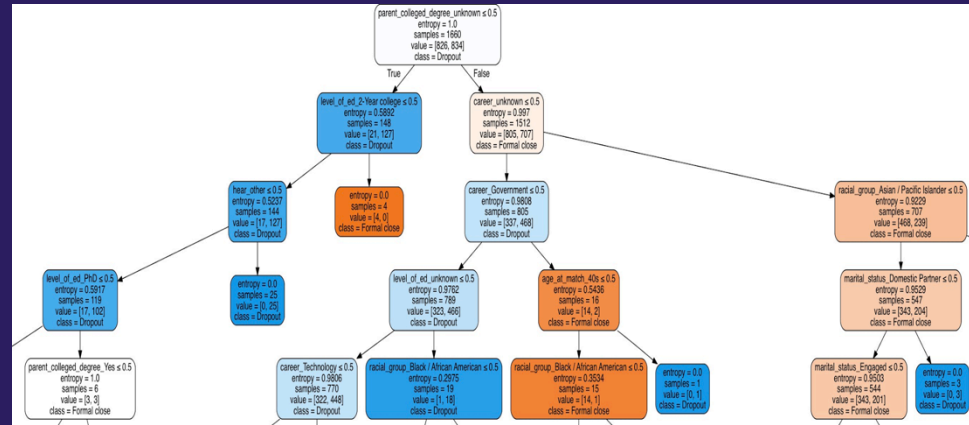 parent_colleged_degree_unknown ≤ 0.5
entropy = 1.0
samples = 1660
value = [826, 834]
class = Dropout
True
False
level_of_ed_2-Year college ≤ 0.5
entropy = 0.5892
samples = 148
value = [21, 127]
class = Dropout
career_unknown ≤ 0.5
entropy = 0.997
samples = 1512
value = [805, 707]
class = Formal close
hear_other ≤ 0.5
entropy = 0.5237
samples = 144
value = [17, 127]
class = Dropout
entropy = 0.0
samples = 4
value = [4, 0]
class = Formal close
career_Government ≤ 0.5
entropy = 0.9808
samples = 805
value = [337, 468]
class = Dropout
racial_group_Asian / Pacific Islander ≤ 0.5
entropy = 0.9229
samples = 707
value = [468, 239]
class = Formal close
level_of_ed_PhD ≤ 0.5
entropy = 0.5917
samples = 119
value = [17, 102]
class = Dropout
entropy = 0.0
samples = 25
value = [0, 25]
class = Dropout
level_of_ed_unknown ≤ 0.5
entropy = 0.9762
samples = 789
value = [323, 466]
class = Dropout
age_at_match_40s ≤ 0.5
entropy = 0.5436
samples = 16
value = [14, 2]
class = Formal close
marital_status_Domestic Partner ≤ 0.5
entropy = 0.9529
samples = 547
value = [343, 204]
class = Formal close
parent_colleged_degree_Yes ≤ 0.5
entropy = 1.0
samples = 6
value = [3, 3]
class = Formal close
career_Technology ≤ 0.5
entropy = 0.9806
samples = 770
value = [322, 448]
class = Dropout
racial_group_Black / African American ≤ 0.5
entropy = 0.2975
samples = 19
value = [1, 18]
class = Dropout
racial_group_Black / African American ≤ 0.5
entropy = 0.3534
samples = 15
value = [14, 1]
class = Formal close
entropy = 0.0
samples = 1
value = [0, 1]
class = Dropout
marital_status_Engaged ≤ 0.5
entropy = 0.9503
samples = 544
value = [343, 201]
class = Formal close
entropy = 0.0
samples = 3
value = [0, 3]
class = Dropout